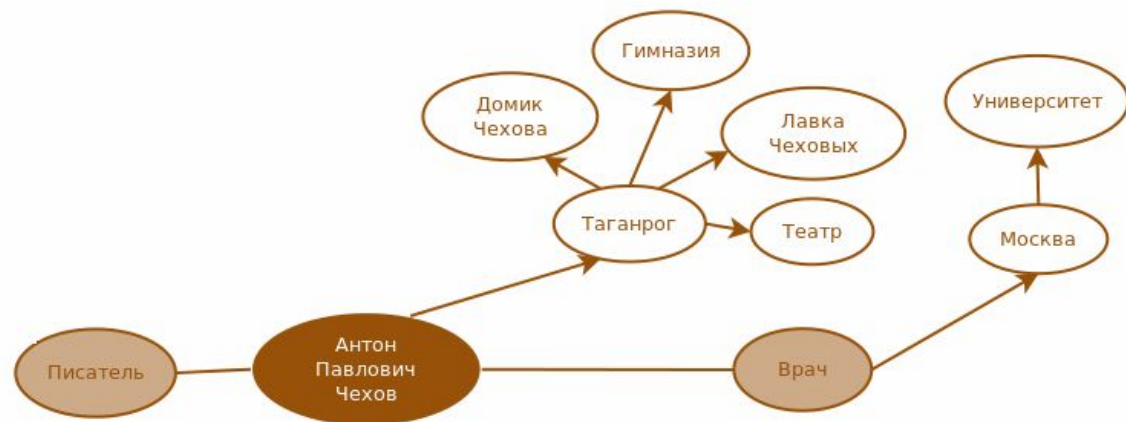 Гимназия
Домик
Чехова
Лавка
Чеховых
Университет
Таганрог
Театр
Москва
Писатель
Антон
Павлович
Чехов
Врач